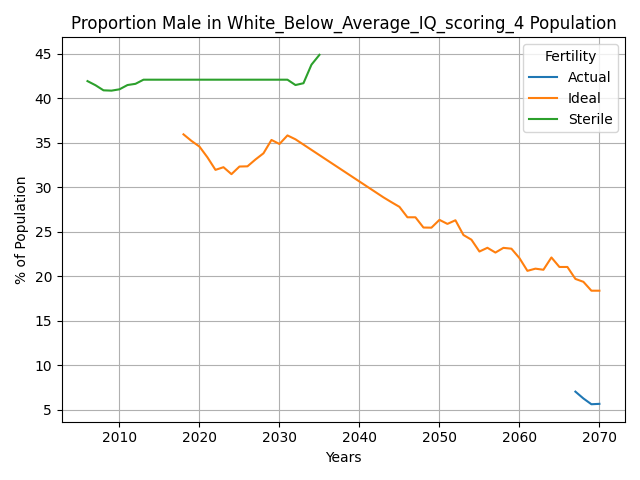 Proportion Male in White_Below_Average_IQ_scoring_4 Population
Fertility
Actual
Ideal
Sterile
% of Population
45
40
35
30
25
20
15
10
5
2010 2020 2030 2040 2050 2060 2070
Years